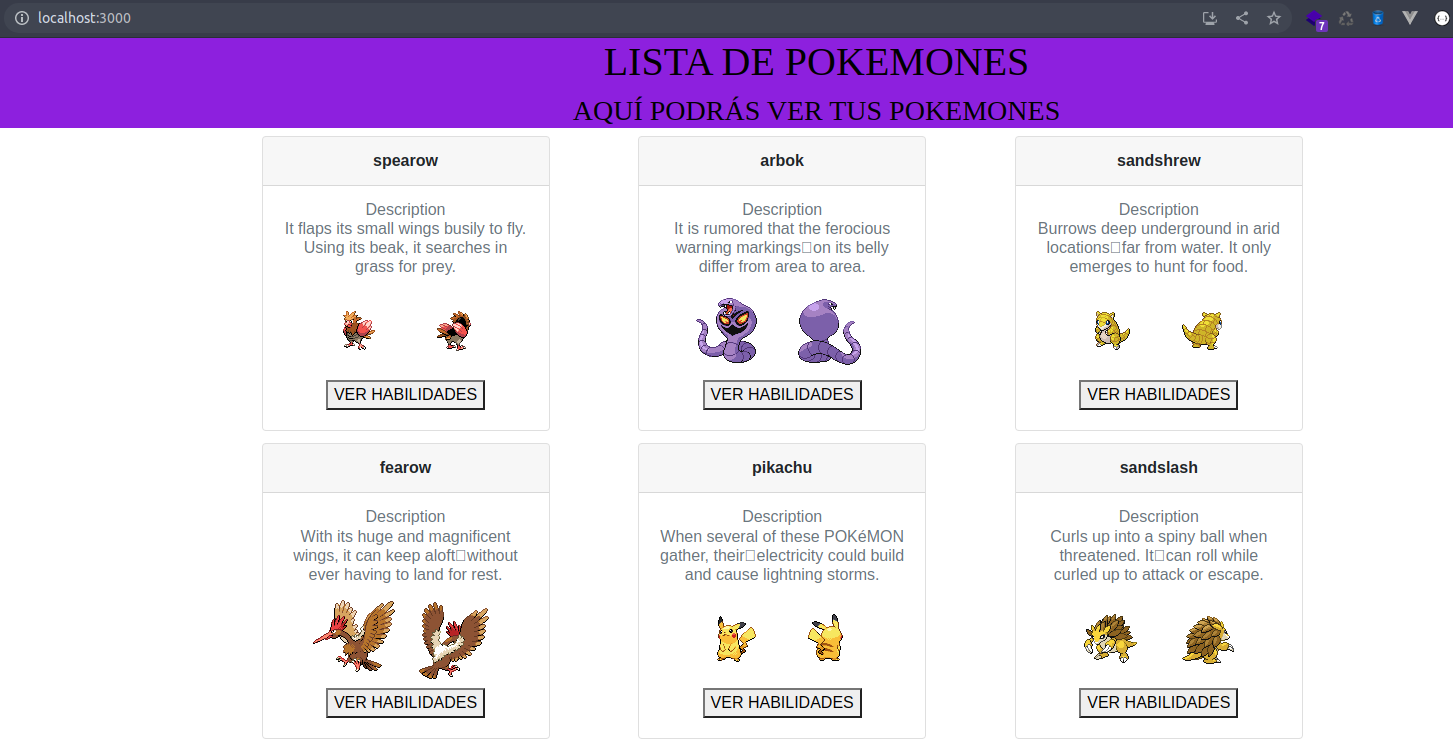 localhost:3000
7
LISTA DE POKEMONES
AQUÍ PODRÁS VER TUS POKEMONES
spearow
Description
It flaps its small wings busily to fly.
Using its beak, it searches in
grass for prey.
VER HABILIDADES
arbok
Description
It is rumored that the ferocious
warning markings□on its belly
differ from area to area.
VER HABILIDADES
sandshrew
Description
Burrows deep underground in arid
locations□far from water. It only
emerges to hunt for food.
VER HABILIDADES
fearow
Description
With its huge and magnificent
wings, it can keep aloft□without
ever having to land for rest.
VER HABILIDADES
pikachu
Description
When several of these POKéMON
gather, their□electricity could build
and cause lightning storms.
VER HABILIDADES
sandslash
Description
Curls up into a spiny ball when
threatened. It□can roll while
curled up to attack or escape.
VER HABILIDADES